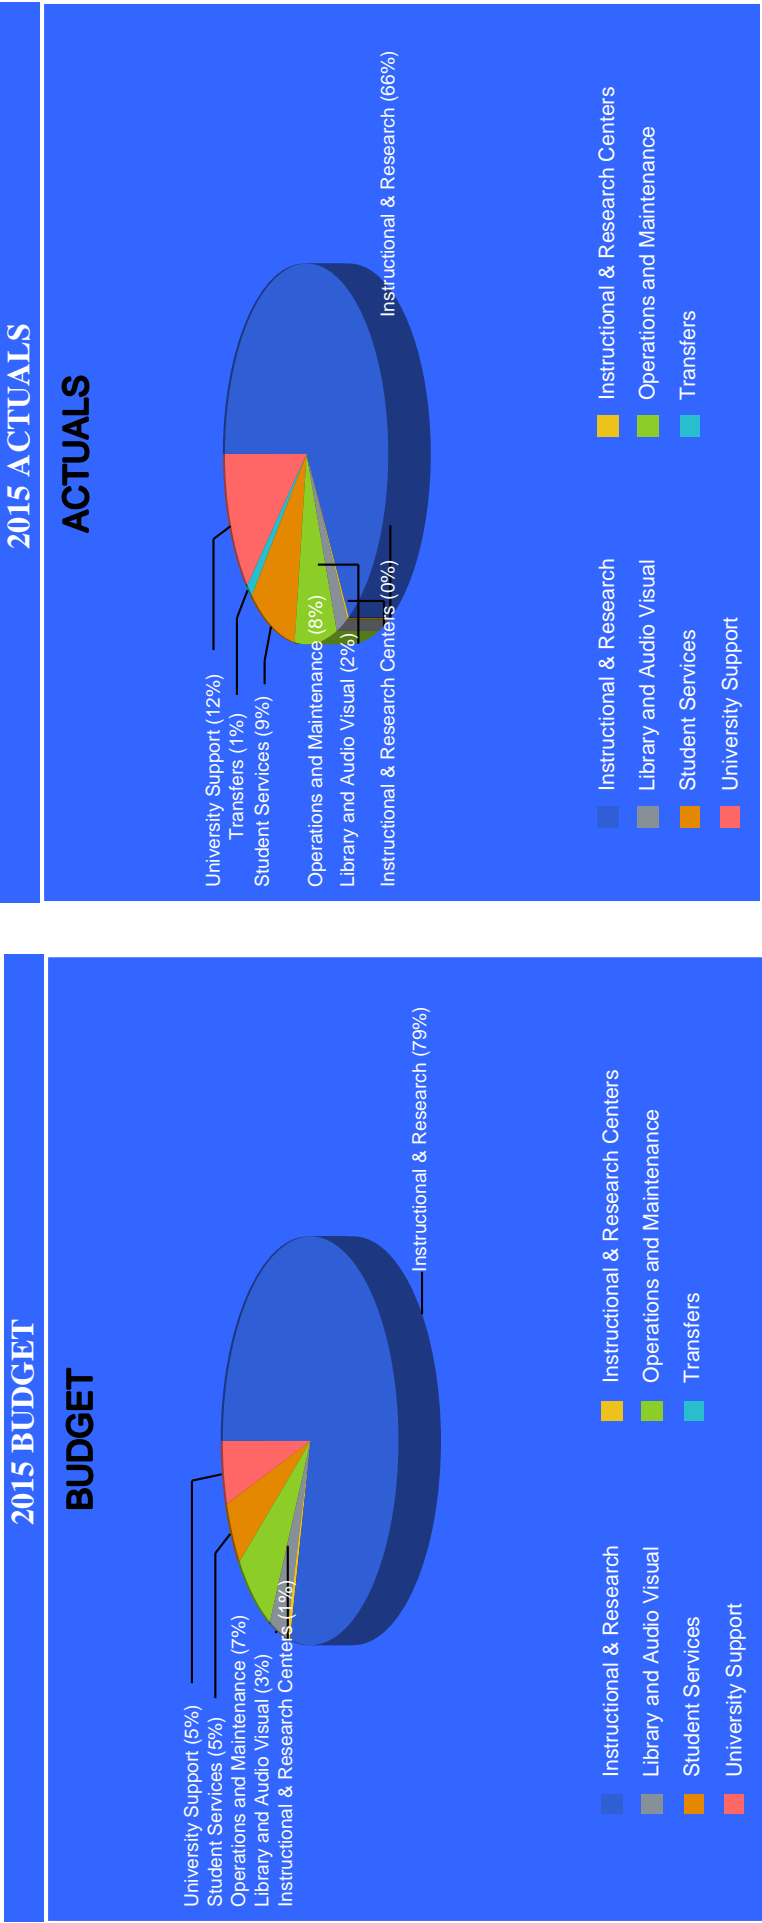 2015 BUDGET
BUDGET
University Support (5%)
Student Services (5%)
Operations and Maintenance (7%)
Library and Audio Visual (3%)
Instructional & Research Centers (1%)
Instructional & Research (79%)
Instructional & Research
Instructional & Research Centers
Library and Audio Visual
Operations and Maintenance
Student Services
Transfers
University Support
2015 ACTUALS
ACTUALS
University Support (12%)
Transfers (1%)
Student Services (9%)
Operations and Maintenance (8%)
Library and Audio Visual (2%)
Instructional & Research Centers (0%)
Instructional & Research (66%)
Instructional & Research
Instructional & Research Centers
Library and Audio Visual
Operations and Maintenance
Student Services
Transfers
University Support